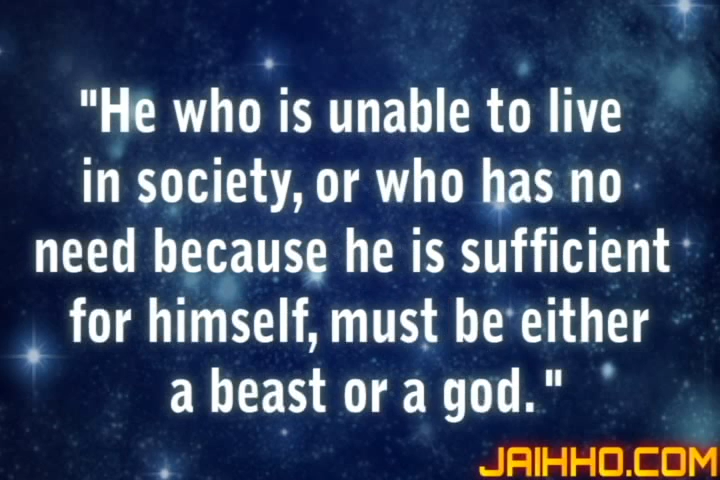 "He who is unable to live
in society, or who has no
need because he is sufficient
for himself, must be either
a beast or a god. "
JAIHHO.COM